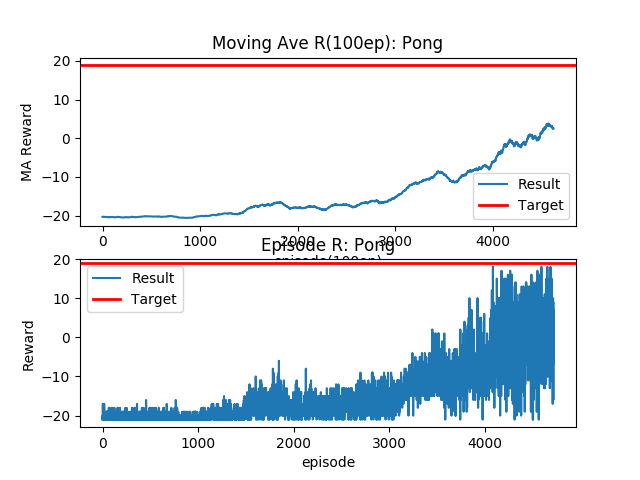 Moving Ave R(100ep): Pong
20
10
0
−10
−20
MA Reward
Result
Target
0 1000 2000 3000 4000
episode(100ep)
Episode R: Pong
20
10
0
−10
−20
Reward
Result
Target
0 1000 2000 3000 4000
episode